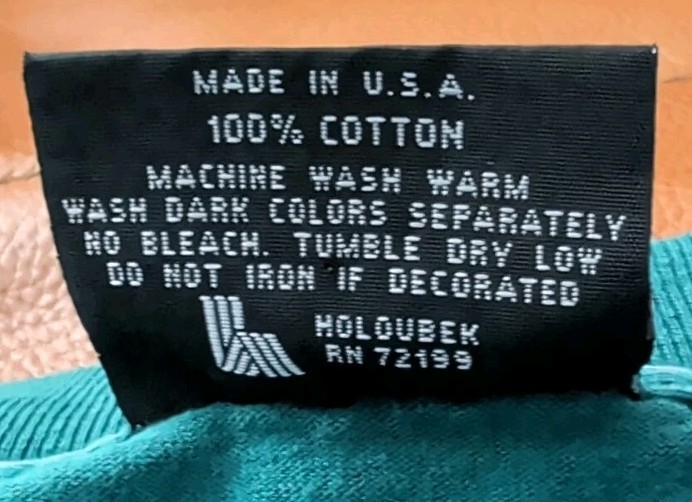 MADE IN U.S.A.
100% COTTON
MACHINE WASH WARM
WASH DARK COLORS SEPARATELY
NO BLEACH. TUMBLE DRY LOW
DO NOT IRON IF DECORATED
HOLOUBEK
RN 72199